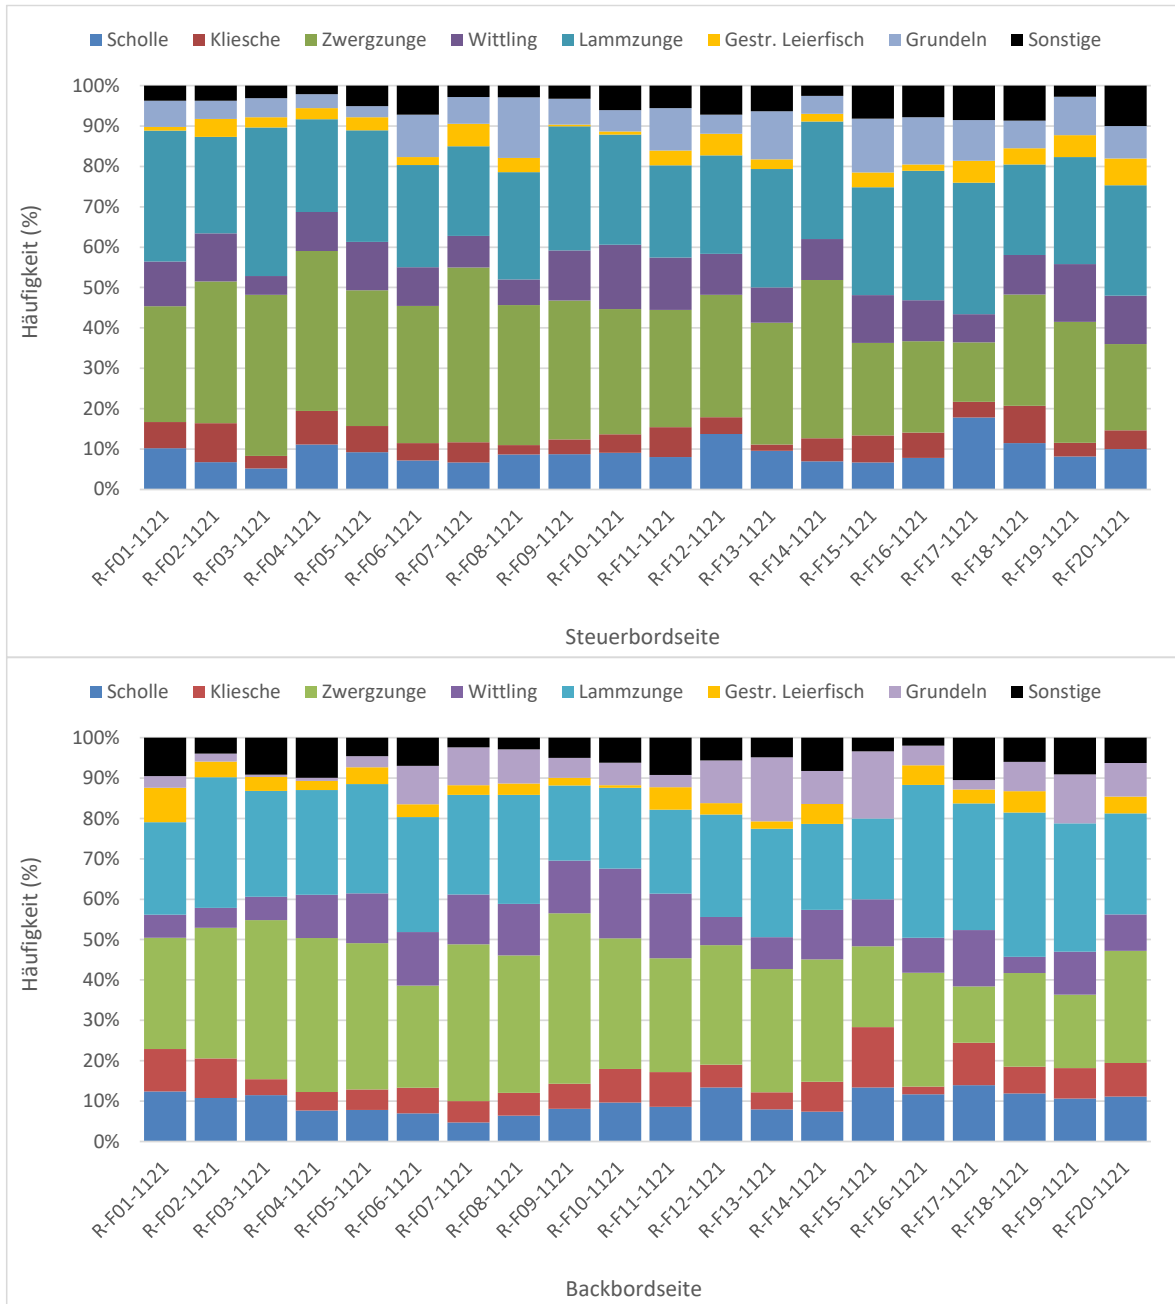 Scholle Kliesche Zwergzunge Wittling Lammzunge Gestr. Leierfisch Grundeln Sonstige
100%
90%
80%
70%
60%
50%
40%
30%
20%
10%
0%
Häufigkeit (%)
R-F01-1121 R-F02-1121 R-F03-1121 R-F04-1121 R-F05-1121 R-F06-1121 R-F07-1121 R-F08-1121 R-F09-1121 R-F10-1121 R-F11-1121 R-F12-1121 R-F13-1121 R-F14-1121 R-F15-1121 R-F16-1121 R-F17-1121 R-F18-1121 R-F19-1121 R-F20-1121
Steuerbordseite
Scholle Kliesche Zwergzunge Wittling Lammzunge Gestr. Leierfisch Grundeln Sonstige
100%
90%
80%
70%
60%
50%
40%
30%
20%
10%
0%
Häufigkeit (%)
R-F01-1121 R-F02-1121 R-F03-1121 R-F04-1121 R-F05-1121 R-F06-1121 R-F07-1121 R-F08-1121 R-F09-1121 R-F10-1121 R-F11-1121 R-F12-1121 R-F13-1121 R-F14-1121 R-F15-1121 R-F16-1121 R-F17-1121 R-F18-1121 R-F19-1121 R-F20-1121
Backbordseite